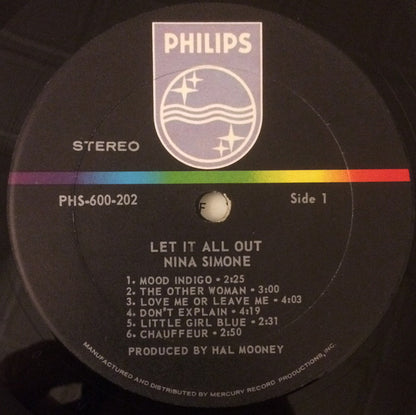 PHILIPS
STEREO
PHS-600-202
Side 1
LET IT ALL OUT
NINA SIMONE
1. MOOD INDIGO • 2:25
2. THE OTHER WOMAN • 3:00
3. LOVE ME OR LEAVE ME • 4:03
4. DON'T EXPLAIN • 4:19
5. LITTLE GIRL BLUE • 2:31
6. CHAUFFEUR • 2:50
PRODUCED BY HAL MOONEY
MANUFACTURED AND DISTRIBUTED BY MERCURY RECORD PRODUCTIONS, INC.